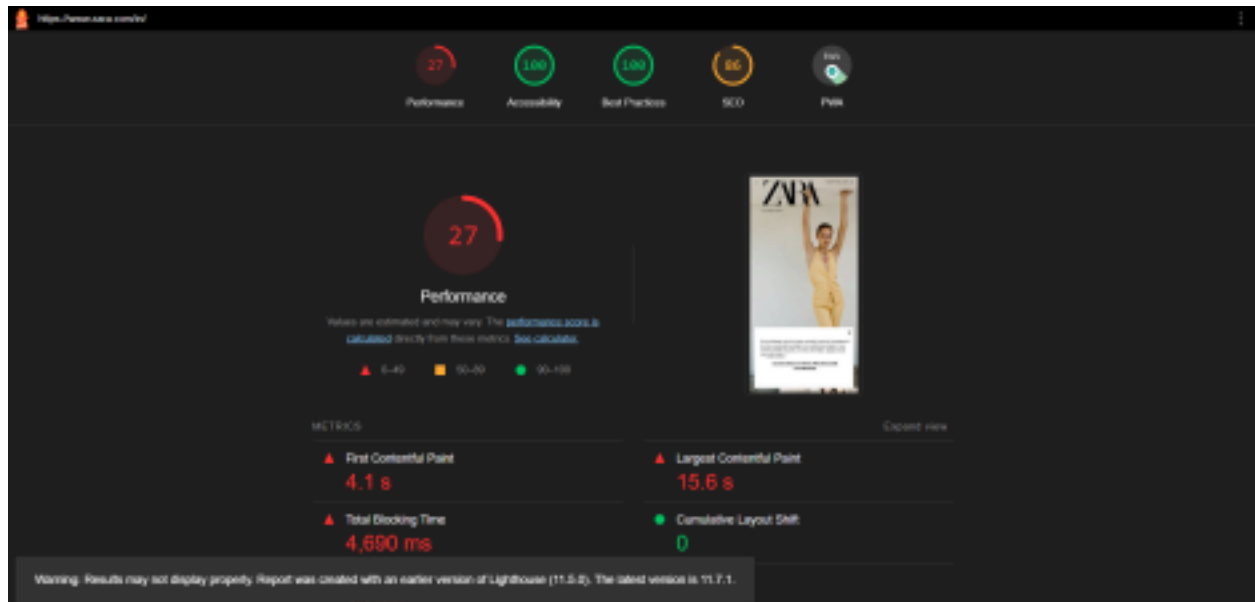 https://www.zara.com/in/
27
100
100
86
Performance
Accessibility
Best Practices
SEO
PWA
27
Performance
Values are estimated and may vary. The performance score is
calculated directly from these metrics. See calculator.
0–49
50–89
90–100
ZARA
METRICS
Expand view
First Contentful Paint
4.1 s
Largest Contentful Paint
15.6 s
Total Blocking Time
4,690 ms
Cumulative Layout Shift
0
Warning: Results may not display properly. Report was created with an earlier version of Lighthouse (11.5.0). The latest version is 11.7.1.